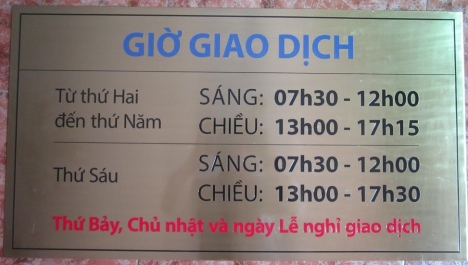 GIỜ GIAO DỊCH
Từ thứ Hai
đến thứ Năm
SÁNG: 07h30 - 12h00
CHIỀU: 13h00 - 17h15
Thứ Sáu
SÁNG: 07h30 - 12h00
CHIỀU: 13h00 - 17h30
Thứ Bảy, Chủ nhật và ngày Lễ nghỉ giao dịch